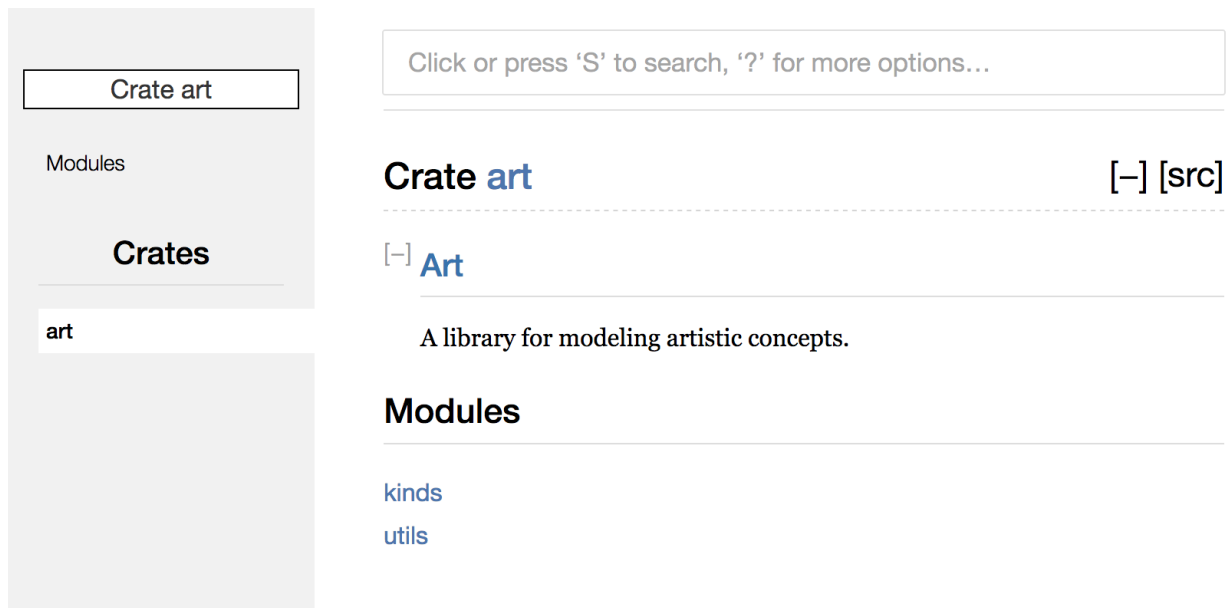 Crate art
Modules
Crates
art
Click or press ‘S’ to search, ‘?’ for more options…
Crate art [−] [src]
[−] Art
A library for modeling artistic concepts.
Modules
kinds
utils